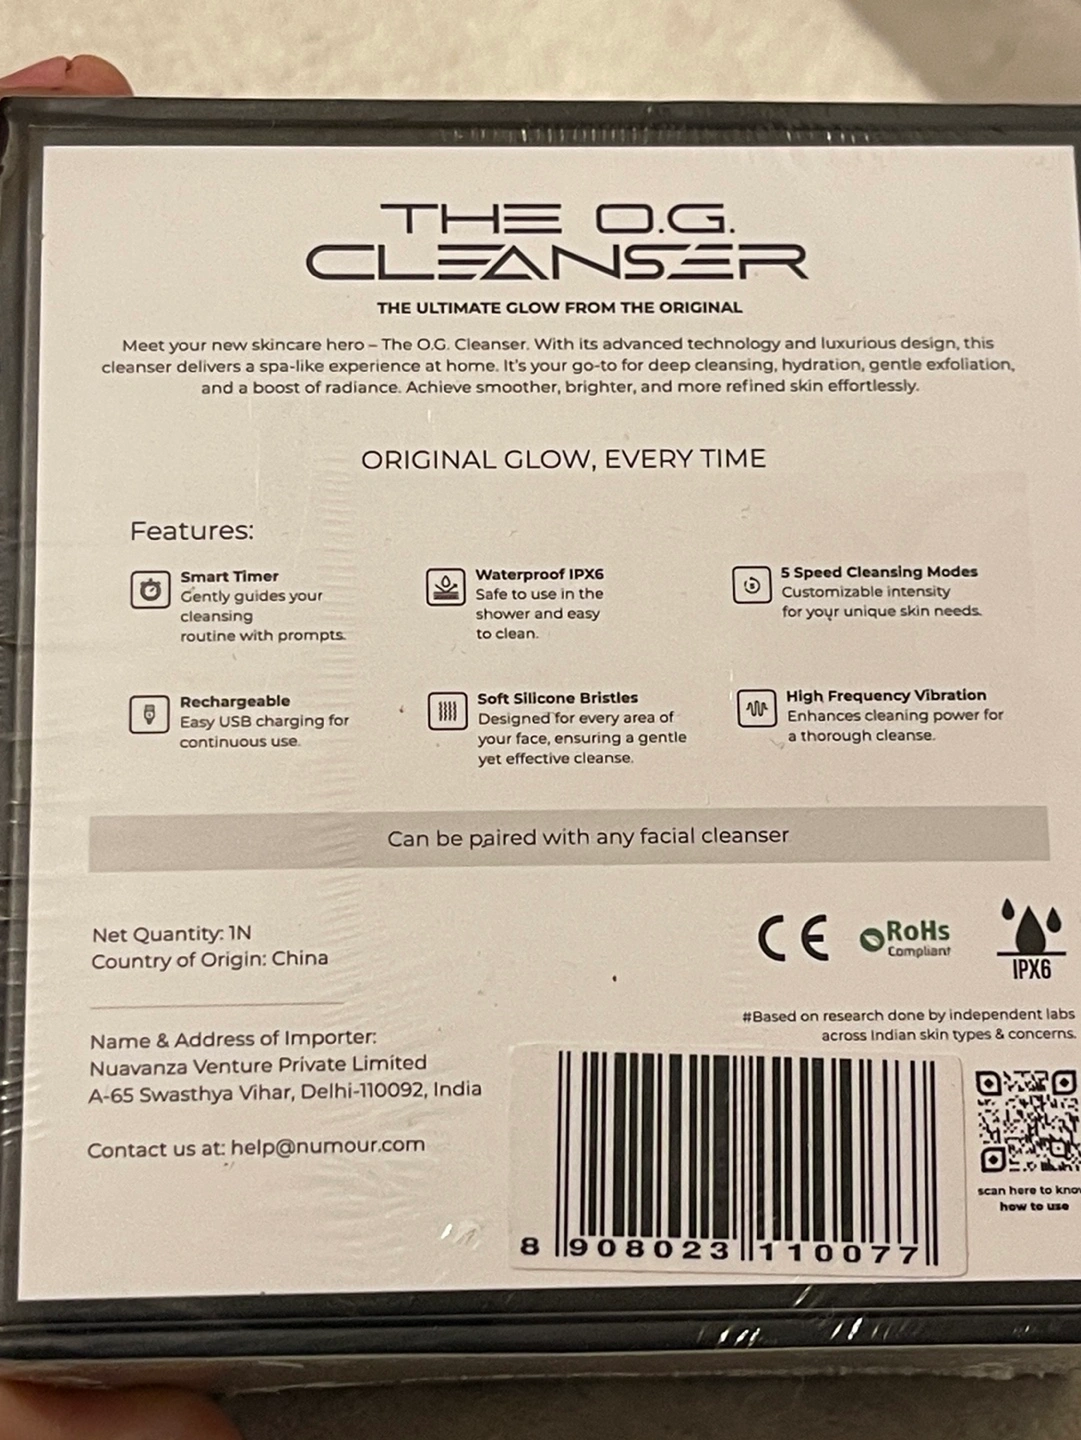 THE O.G.
CLEANSER
THE ULTIMATE GLOW FROM THE ORIGINAL
Meet your new skincare hero – The O.G. Cleanser. With its advanced technology and luxurious design, this
cleanser delivers a spa-like experience at home. It's your go-to for deep cleansing, hydration, gentle exfoliation,
and a boost of radiance. Achieve smoother, brighter, and more refined skin effortlessly.
ORIGINAL GLOW, EVERY TIME
Features:
Smart Timer
Gently guides your
cleansing
routine with prompts.
Waterproof IPX6
Safe to use in the
shower and easy
to clean.
5 Speed Cleansing Modes
Customizable intensity
for your unique skin needs.
Rechargeable
Easy USB charging for
continuous use.
Soft Silicone Bristles
Designed for every area of
your face, ensuring a gentle
yet effective cleanse.
High Frequency Vibration
Enhances cleaning power for
a thorough cleanse.
Can be paired with any facial cleanser
Net Quantity: 1N
Country of Origin: China
CE
RoHs
Compliant
IPX6
#Based on research done by independent labs
across Indian skin types & concerns.
Name & Address of Importer:
Nuavanza Venture Private Limited
A-65 Swasthya Vihar, Delhi-110092, India
Contact us at: help@numour.com
8 908023 110077
scan here to know
how to use